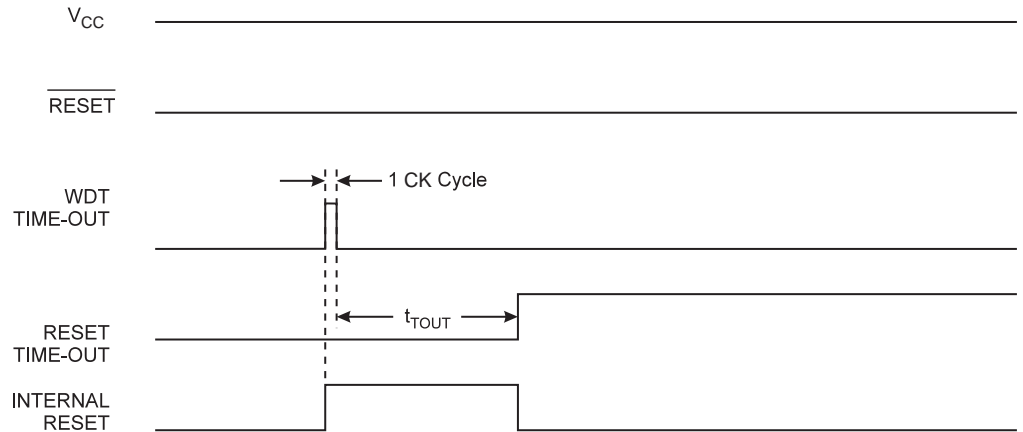 VCC
RESET
1 CK Cycle
WDT
TIME-OUT
tTOUT
RESET
TIME-OUT
INTERNAL
RESET